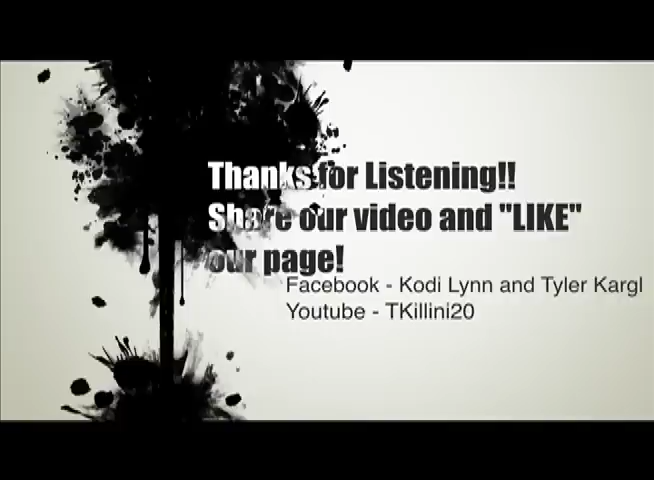 Thanks for Listening!!
Share our video and "LIKE"
our page!
Facebook - Kodi Lynn and Tyler Kargl
Youtube - TKillini20